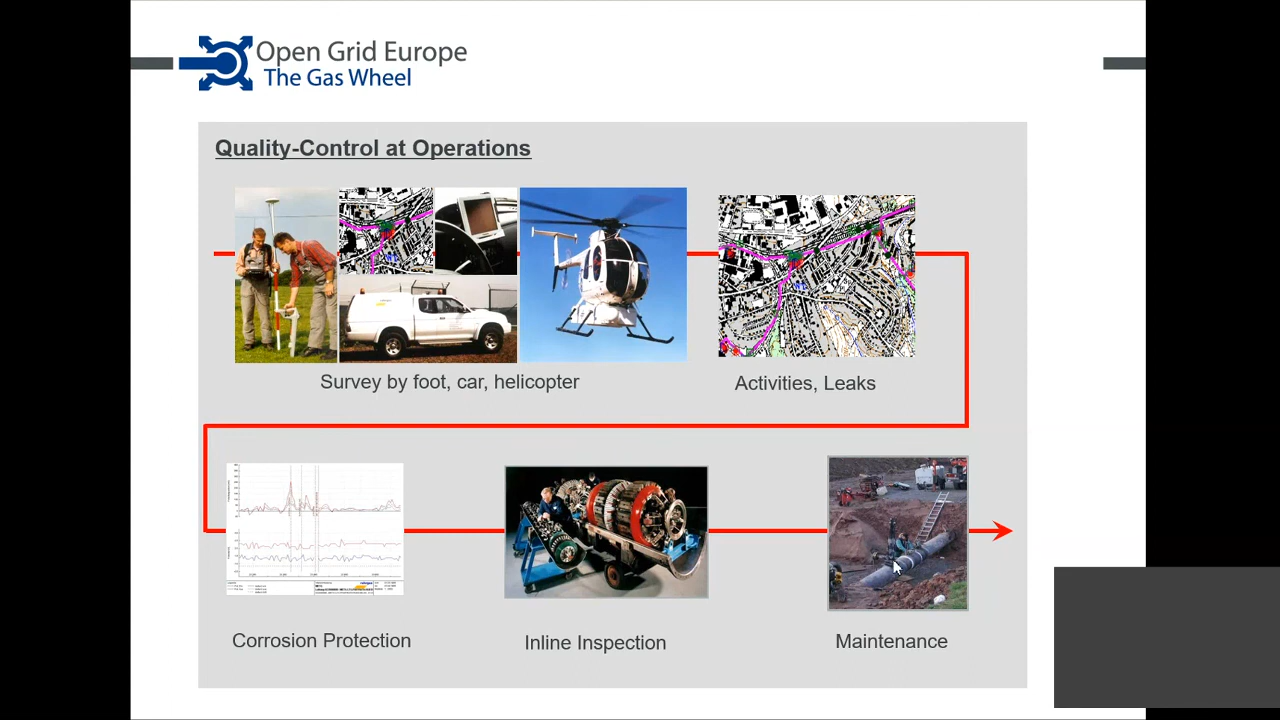 Open Grid Europe
The Gas Wheel
Quality-Control at Operations
Survey by foot, car, helicopter
Activities, Leaks
Corrosion Protection
Inline Inspection
Maintenance